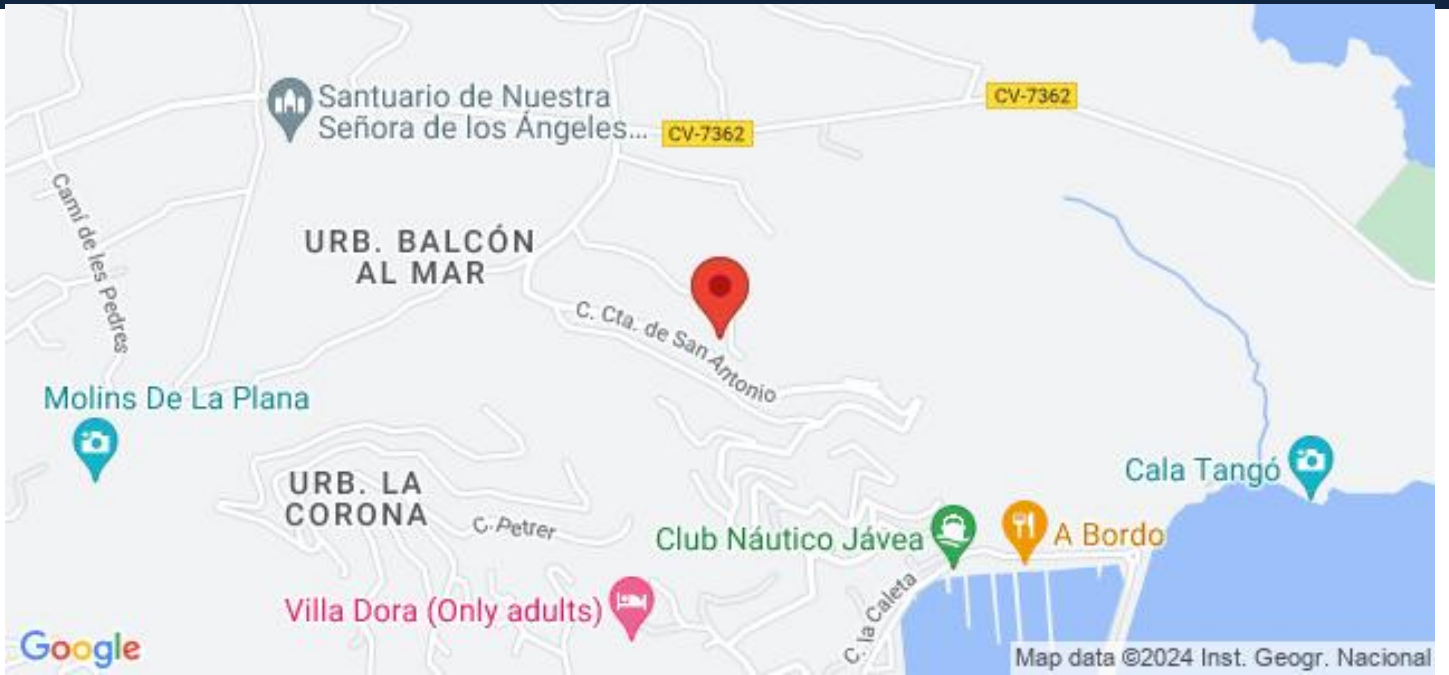 Santuario de Nuestra
Señora de los Ángeles...
CV-7362
CV-7362
Camí de les Pedres
URB. BALCÓN
AL MAR
C. Cta. de San Antonio
Molins De La Plana
URB. LA
CORONA
C. Petrer
Cala Tangó
Club Náutico Jávea
A Bordo
Villa Dora (Only adults)
C. la Caleta
Google
Map data ©2024 Inst. Geogr. Nacional